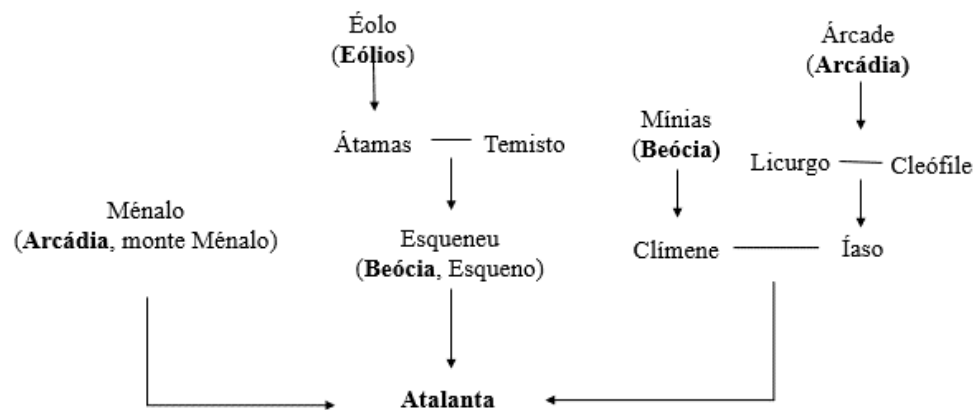 Éolo
(Eólios)
Árcade
(Arcádia)
Mínias
(Beócia)
Átamas
Temisto
Licurgo
Cleófile
Ménalo
(Arcádia, monte Ménalo)
Esqueneu
(Beócia, Esqueno)
Clímene
Íaso
Atalanta